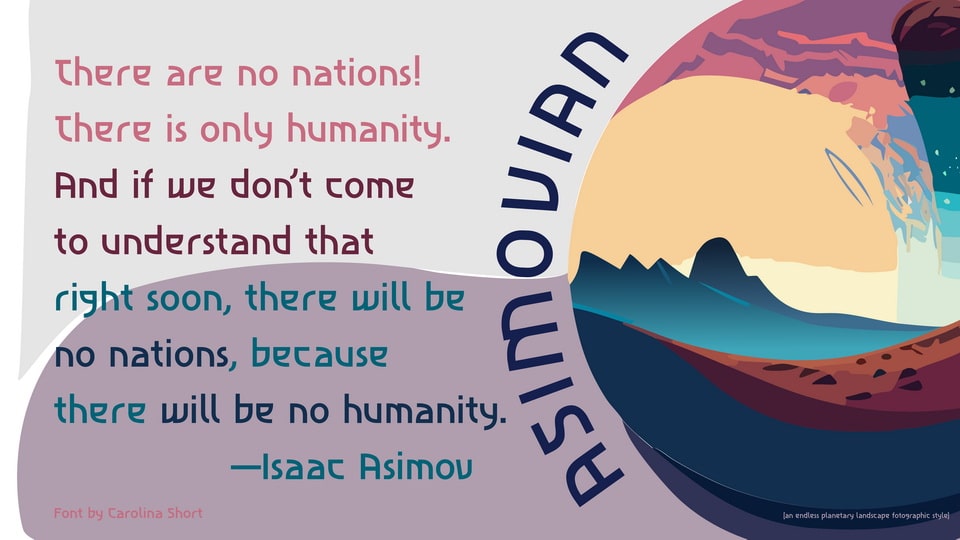 There are no nations!
There is only humanity.
And if we don't come
to understand that
right soon, there will be
no nations, because
there will be no humanity.
—Isaac Asimov
Font by Carolina Short
ASIMOVIAN
[an endless planetary landscape fotographic style]